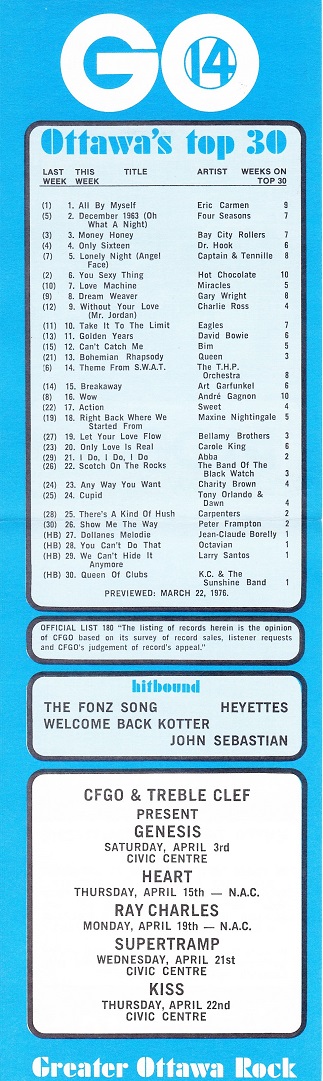 GO 14
Ottawa's top 30
LAST THIS TITLE ARTIST WEEKS ON
WEEK WEEK TOP 30
(1) 1. All By Myself Eric Carmen 9
(5) 2. December 1963 (Oh Four Seasons 7
What A Night)
(3) 3. Money Honey Bay City Rollers 7
(4) 4. Only Sixteen Dr. Hook 6
(7) 5. Lonely Night (Angel Captain & Tennille 8
Face)
(2) 6. You Sexy Thing Hot Chocolate 10
(10) 7. Love Machine Miracles 5
(9) 8. Dream Weaver Gary Wright 8
(12) 9. Without Your Love Charlie Ross 4
(Mr. Jordan)
(11) 10. Take It To The Limit Eagles 7
(13) 11. Golden Years David Bowie 6
(15) 12. Can't Catch Me Bim 5
(21) 13. Bohemian Rhapsody Queen 3
(6) 14. Theme From S.W.A.T. The T.H.P.
Orchestra 8
(14) 15. Breakaway Art Garfunkel 6
(8) 16. Wow André Gagnon 10
(22) 17. Action Sweet 4
(19) 18. Right Back Where We Maxine Nightingale 5
Started From
(27) 19. Let Your Love Flow Bellamy Brothers 3
(23) 20. Only Love Is Real Carole King 6
(29) 21. I Do, I Do, I Do Abba 2
(26) 22. Scotch On The Rocks The Band Of The
Black Watch 3
(24) 23. Any Way You Want Charity Brown 4
(25) 24. Cupid Tony Orlando &
Dawn 4
(28) 25. There's A Kind Of Hush Carpenters 2
(30) 26. Show Me The Way Peter Frampton 2
(HB) 27. Dollanes Melodie Jean-Claude Borelly 1
(HB) 28. You Can't Do That Octavian 1
(HB) 29. We Can't Hide It Larry Santos 1
Anymore
(HB) 30. Queen Of Clubs K.C. & The
Sunshine Band 1
PREVIEWED: MARCH 22, 1976.
OFFICIAL LIST 180 "The listing of records herein is the opinion
of CFGO based on its survey of record sales, listener requests
and CFGO's judgement of record's appeal."
hitbound
THE FONZ SONG HEYETTES
WELCOME BACK KOTTER
JOHN SEBASTIAN
CFGO & TREBLE CLEF
PRESENT
GENESIS
SATURDAY, APRIL 3rd
CIVIC CENTRE
HEART
THURSDAY, APRIL 15th — N.A.C.
RAY CHARLES
MONDAY, APRIL 19th — N.A.C.
SUPERTRAMP
WEDNESDAY, APRIL 21st
CIVIC CENTRE
KISS
THURSDAY, APRIL 22nd
CIVIC CENTRE
Greater Ottawa Rock